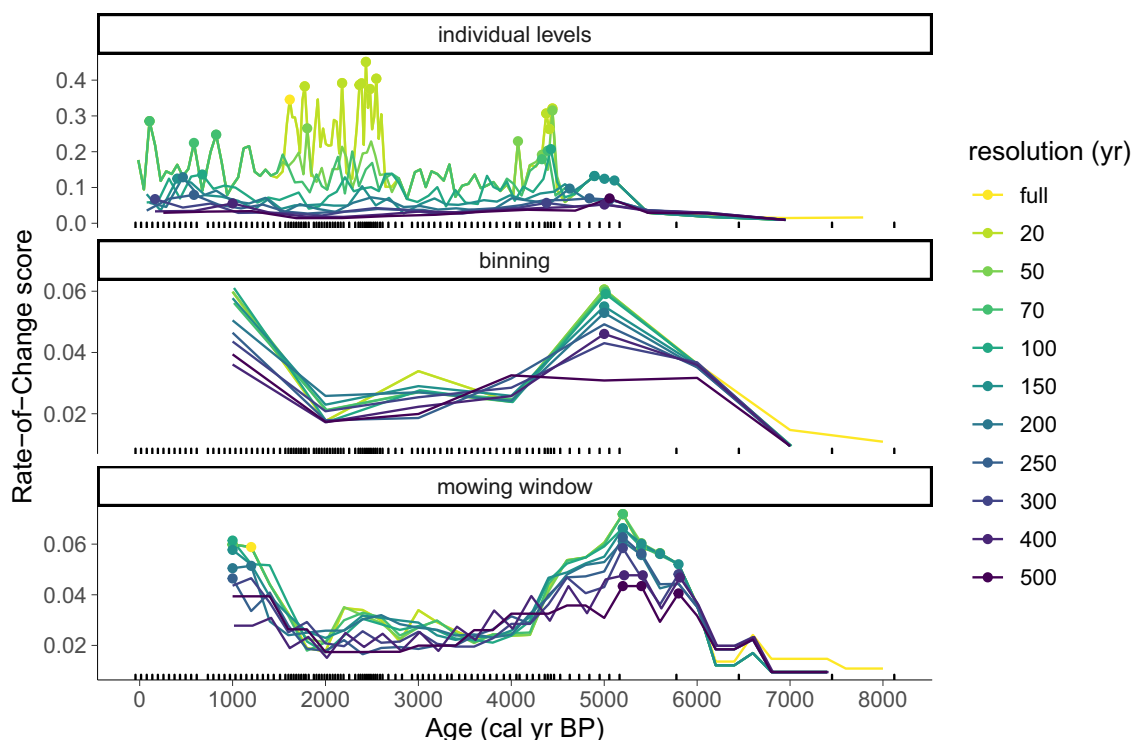 individual levels
0.4
0.3
0.2
0.1
0.0
binning
0.06
0.04
0.02
mowing window
0.06
0.04
0.02
0 1000 2000 3000 4000 5000 6000 7000 8000
Age (cal yr BP)
Rate−of−Change score
resolution (yr)
full
20
50
70
100
150
200
250
300
400
500